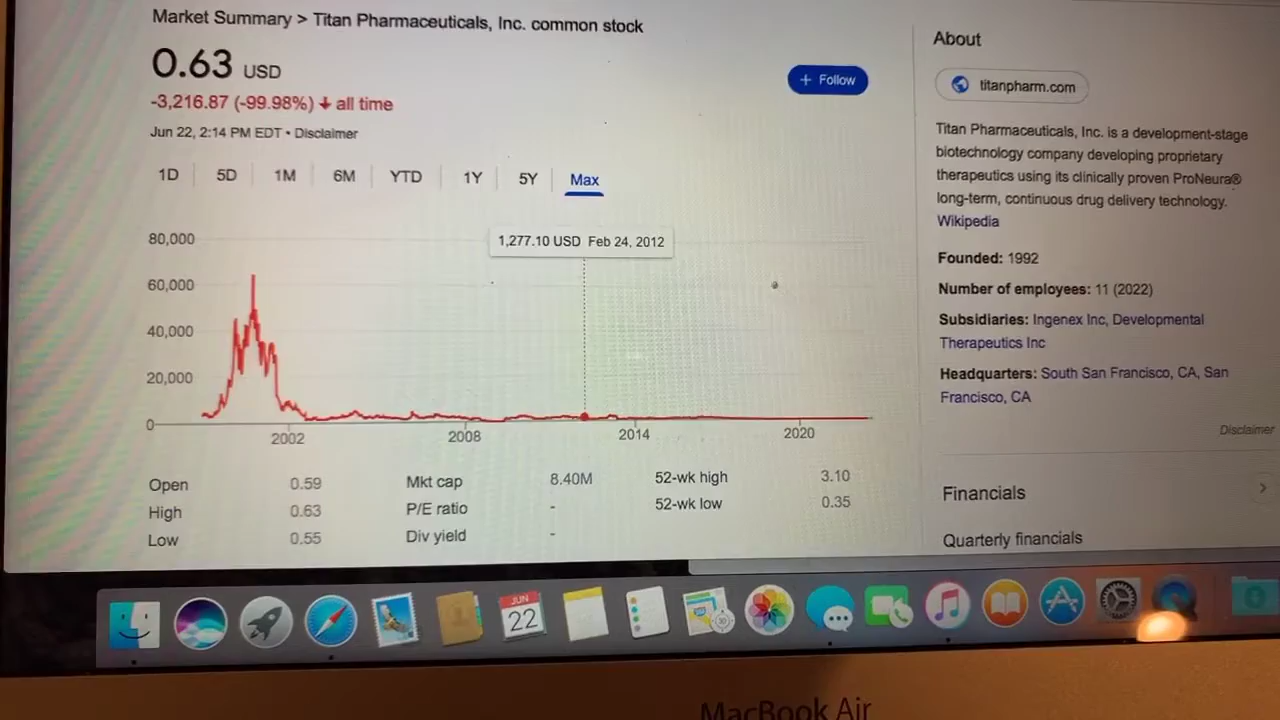 Market Summary > Titan Pharmaceuticals, Inc. common stock
0.63 USD
+ Follow
-3,216.87 (-99.98%) ↓ all time
Jun 22, 2:14 PM EDT • Disclaimer
1D 5D 1M 6M YTD 1Y 5Y Max
1,277.10 USD Feb 24, 2012
80,000
60,000
40,000
20,000
0
2002 2008 2014 2020
Open 0.59 Mkt cap 8.40M 52-wk high 3.10
High 0.63 P/E ratio - 52-wk low 0.35
Low 0.55 Div yield -
About
titanpharm.com
Titan Pharmaceuticals, Inc. is a development-stage
biotechnology company developing proprietary
therapeutics using its clinically proven ProNeura®
long-term, continuous drug delivery technology.
Wikipedia
Founded: 1992
Number of employees: 11 (2022)
Subsidiaries: Ingenex Inc, Developmental
Therapeutics Inc
Headquarters: South San Francisco, CA, San
Francisco, CA
Disclaimer
Financials
Quarterly financials
JUN
22
MacBook Air